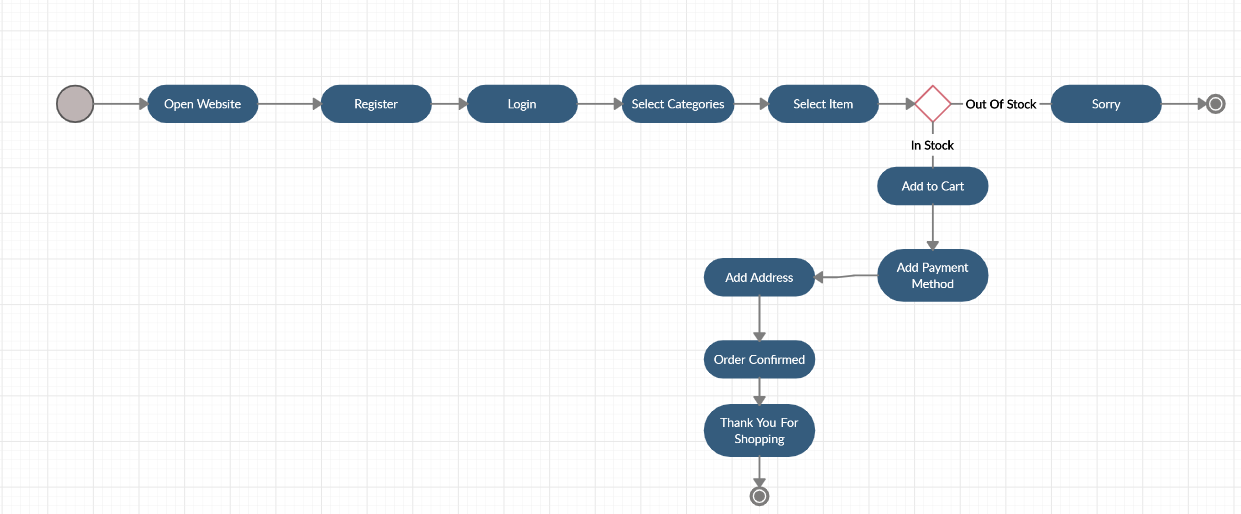 Open Website
Register
Login
Select Categories
Select Item
Out Of Stock
Sorry
In Stock
Add to Cart
Add Payment
Method
Add Address
Order Confirmed
Thank You For
Shopping